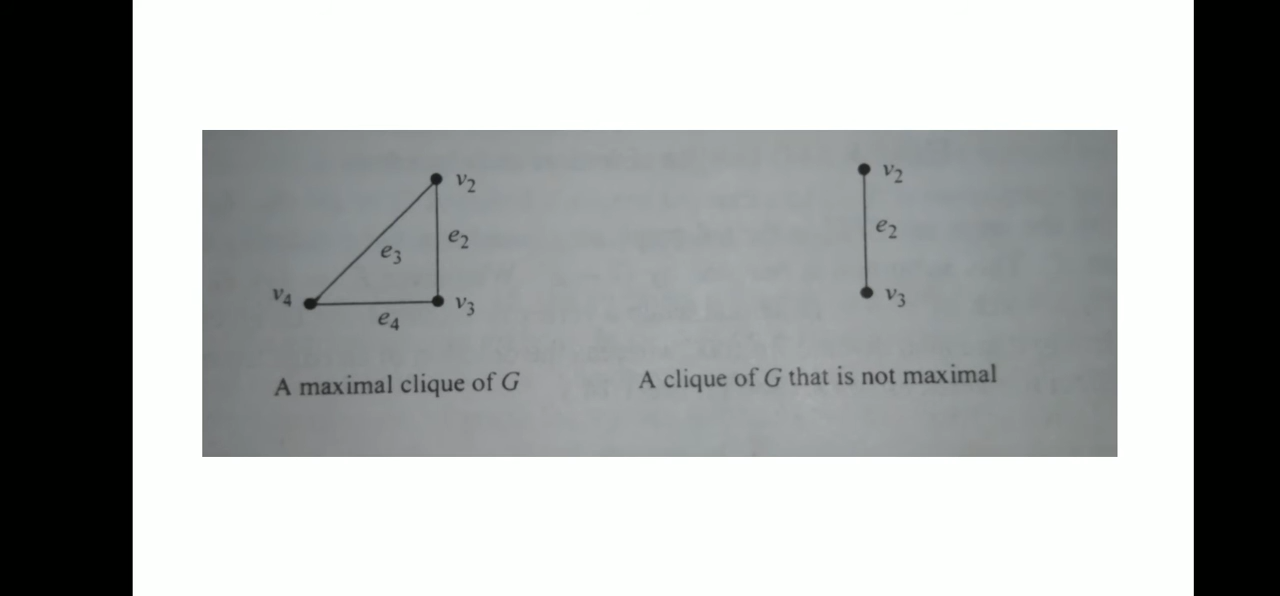 v2
e2
e3
v4
v3
e4
A maximal clique of G
v2
e2
v3
A clique of G that is not maximal